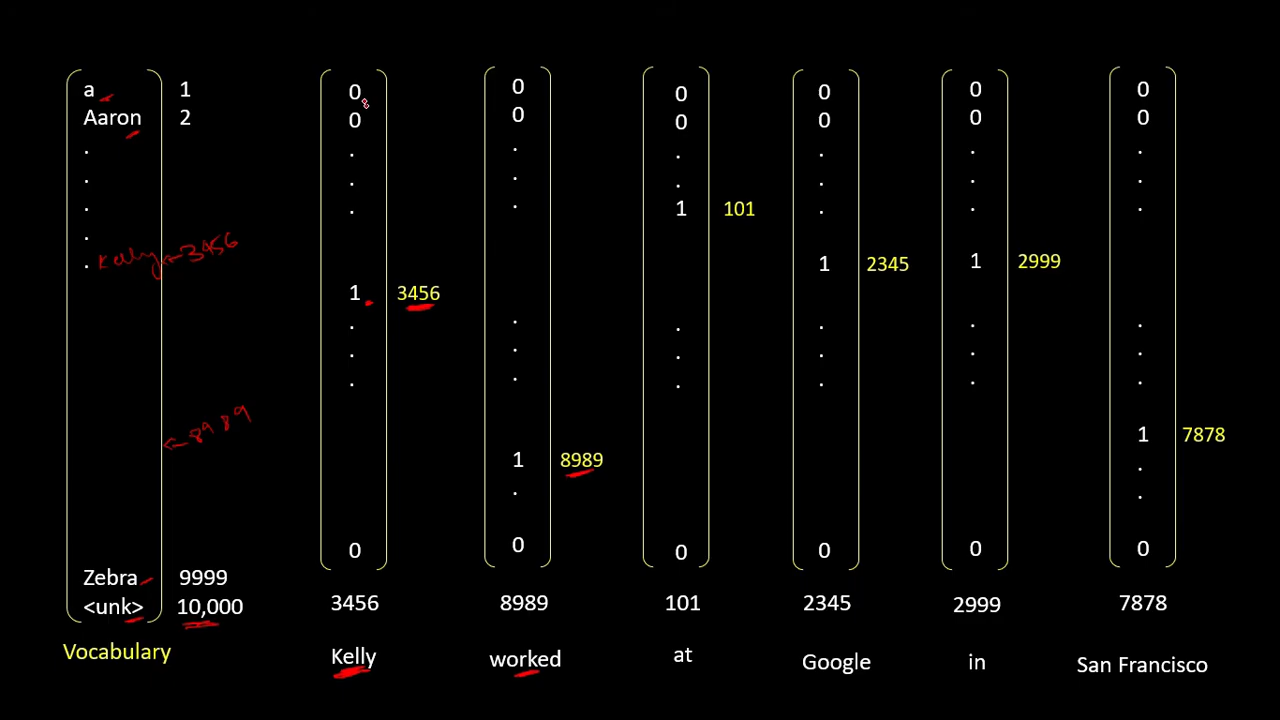 a 1 0 0 0 0 0 0
Aaron 2 0 0 0 0 0 0
. . . . . . .
. . . . . . .
. . . 1 101 . . .
.
. Kelly ← 3456 1 2345 1 2999
1 3456
. . . . . .
. . . . . .
. . . . . .
← 8989 1 7878
1 8989 .
. .
0 0 0 0 0 0
Zebra 9999
<unk> 10,000 3456 8989 101 2345 2999 7878
Vocabulary Kelly worked at Google in San Francisco